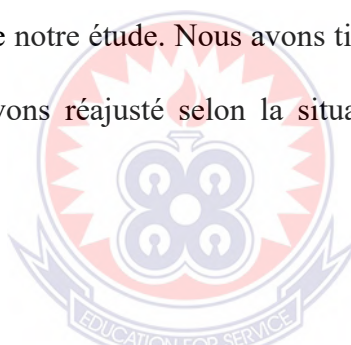 e notre étude. Nous avons ti
vons réajusté selon la situa
EDUCATION FOR SERVICE